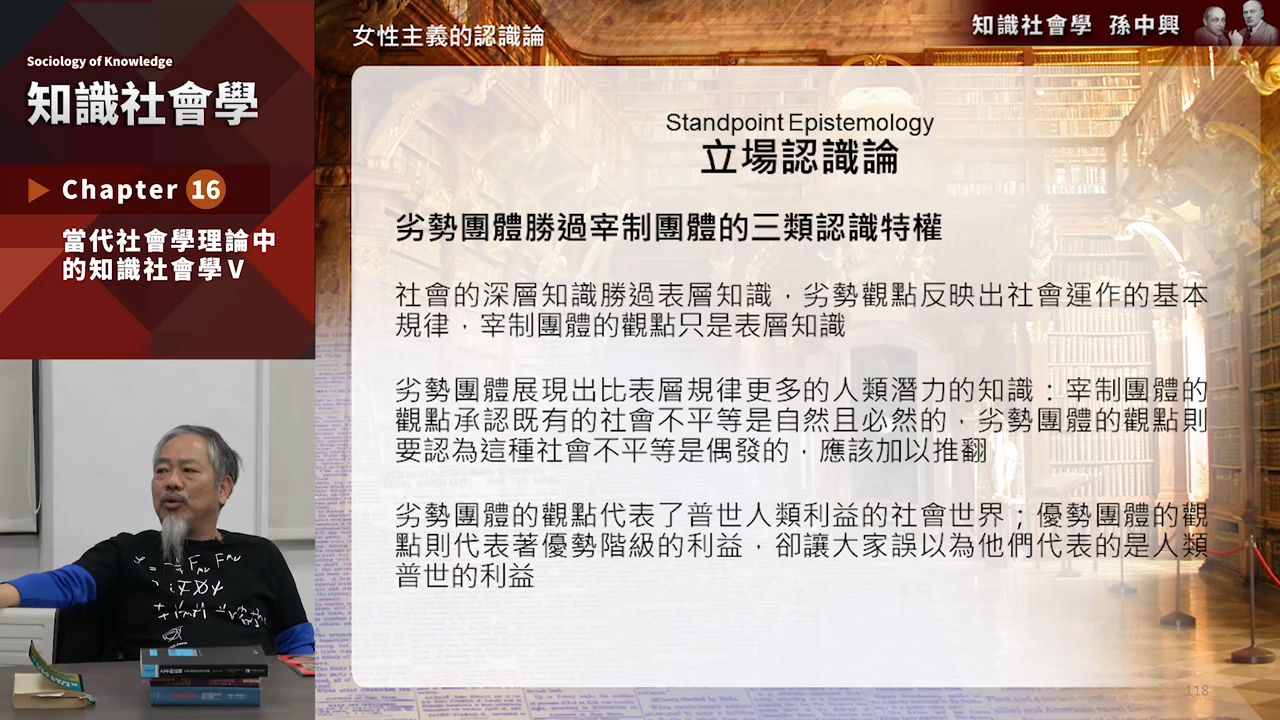 Sociology of Knowledge
知識社會學
Chapter 16
當代社會學理論中
的知識社會學 V
女性主義的認識論
知識社會學 孫中興
Standpoint Epistemology
立場認識論
劣勢團體勝過宰制團體的三類認識特權
社會的深層知識勝過表層知識，劣勢觀點反映出社會運作的基本
規律，宰制團體的觀點只是表層知識
劣勢團體展現出比表層規律更多的人類潛力的知識：宰制團體的
觀點承認既有的社會不平等是自然且必然的，劣勢團體的觀點則
要認為這種社會不平等是偶發的，應該加以推翻
劣勢團體的觀點代表了普世人類利益的社會世界；優勢團體的觀
點則代表著優勢階級的利益，卻讓大家誤以為他們代表的是人類
普世的利益
118